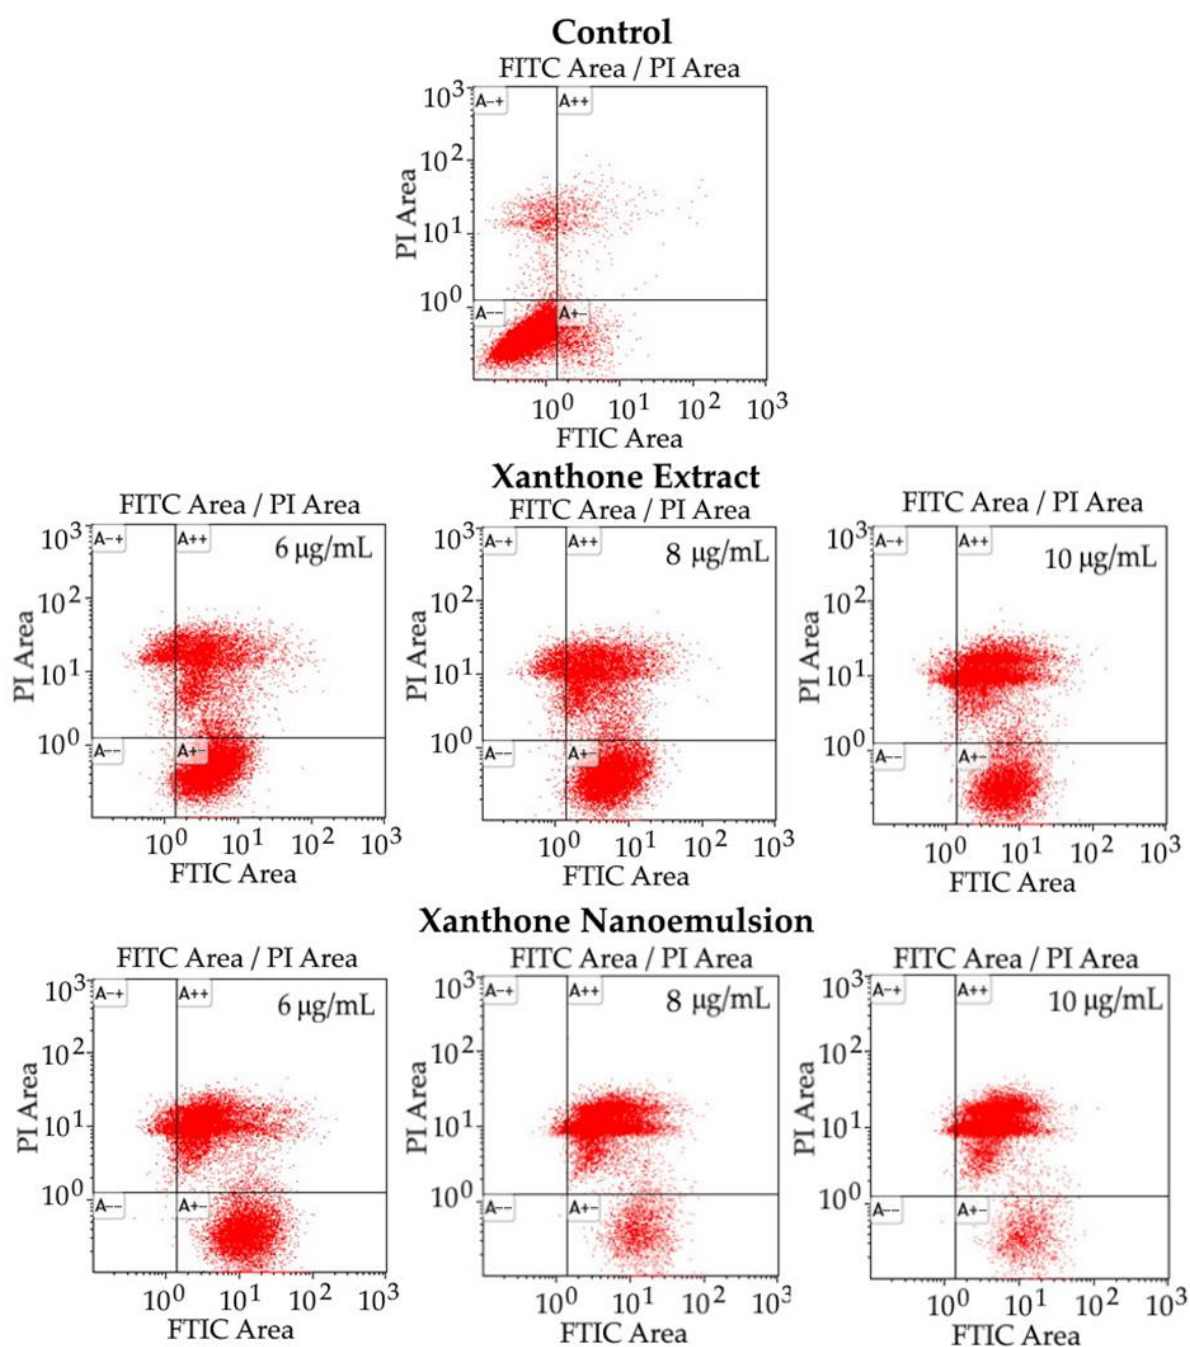 Control
FITC Area / PI Area
10³
A-+
A++
10²
PI Area
10¹
10⁰
A--
A+-
10⁰ 10¹ 10² 10³
FTIC Area
Xanthone Extract
FITC Area / PI Area
10³
A-+
A++
6 µg/mL
10²
PI Area
10¹
10⁰
A--
A+-
10⁰ 10¹ 10² 10³
FTIC Area
FITC Area / PI Area
10³
A-+
A++
8 µg/mL
10²
PI Area
10¹
10⁰
A--
A+-
10⁰ 10¹ 10² 10³
FTIC Area
FITC Area / PI Area
10³
A-+
A++
10 µg/mL
10²
PI Area
10¹
10⁰
A--
A+-
10⁰ 10¹ 10² 10³
FTIC Area
Xanthone Nanoemulsion
FITC Area / PI Area
10³
A-+
A++
6 µg/mL
10²
PI Area
10¹
10⁰
A--
A+-
10⁰ 10¹ 10² 10³
FTIC Area
FITC Area / PI Area
10³
A-+
A++
8 µg/mL
10²
PI Area
10¹
10⁰
A--
A+-
10⁰ 10¹ 10² 10³
FTIC Area
FITC Area / PI Area
10³
A-+
A++
10 µg/mL
10²
PI Area
10¹
10⁰
A--
A+-
10⁰ 10¹ 10² 10³
FTIC Area